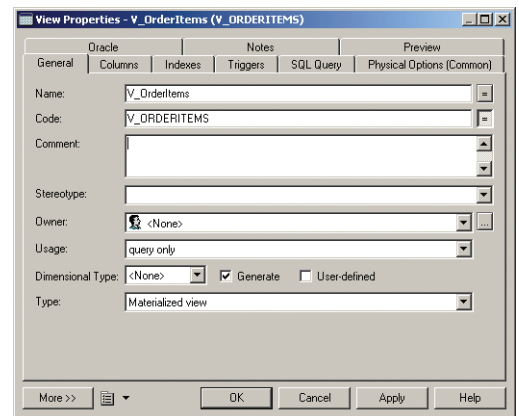 View Properties - V_OrderItems (V_ORDERITEMS)
Oracle Notes Preview
General Columns Indexes Triggers SQL Query Physical Options (Common)
Name: V_OrderItems =
Code: V_ORDERITEMS =
Comment:
Stereotype:
Owner: <None> ...
Usage: query only
Dimensional Type: <None> Generate User-defined
Type: Materialized view
More >> OK Cancel Apply Help